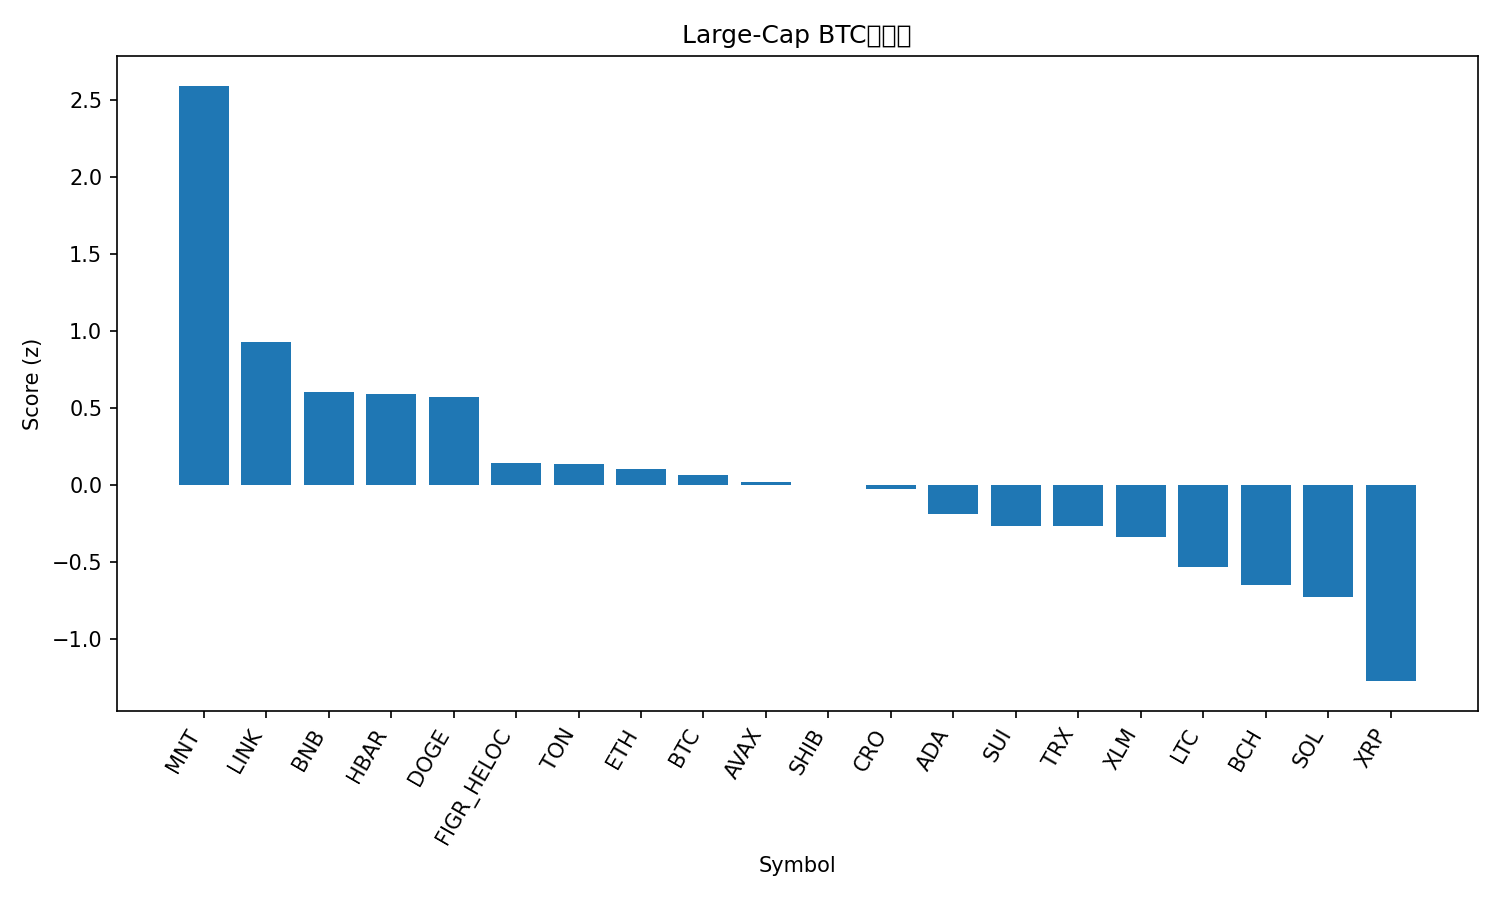 Large-Cap BTC
Score (z)
2.5
2.0
1.5
1.0
0.5
0.0
−0.5
−1.0
MNT
LINK
BNB
HBAR
DOGE
FIGR_HELOC
TON
ETH
BTC
AVAX
SHIB
CRO
ADA
SUI
TRX
XLM
LTC
BCH
SOL
XRP
Symbol